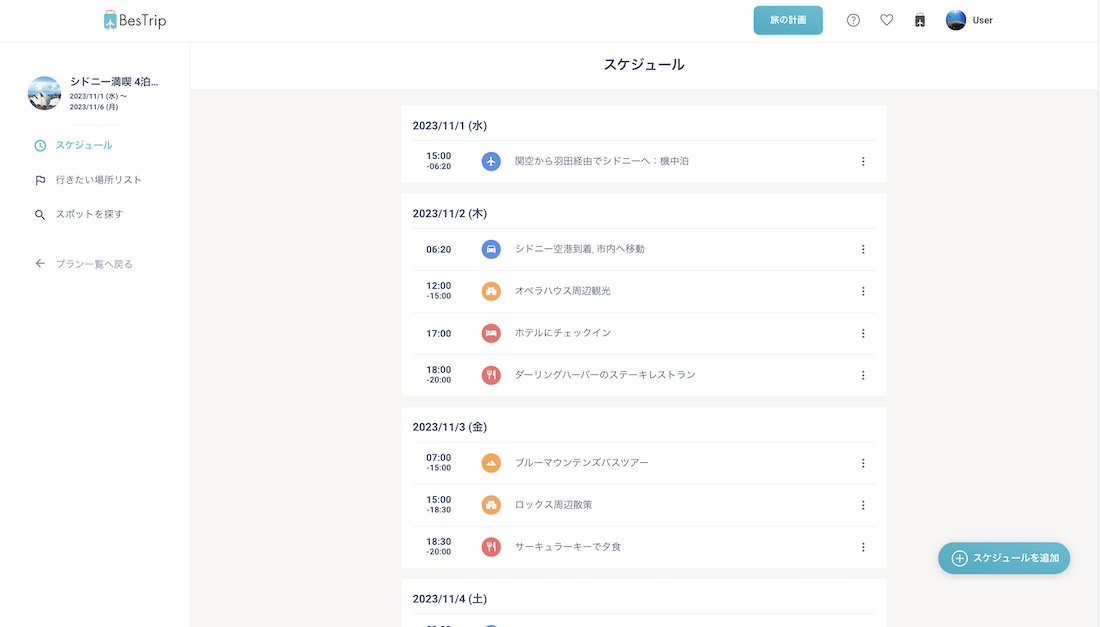 BesTrip
旅の計画
User
シドニー満喫 4泊...
2023/11/1 (水) ～
2023/11/6 (月)
スケジュール
行きたい場所リスト
スポットを探す
プラン一覧へ戻る
スケジュール
2023/11/1 (水)
15:00
-06:20
関空から羽田経由でシドニーへ：機中泊
2023/11/2 (木)
06:20
シドニー空港到着, 市内へ移動
12:00
-15:00
オペラハウス周辺観光
17:00
ホテルにチェックイン
18:00
-20:00
ダーリングハーバーのステーキレストラン
2023/11/3 (金)
07:00
-15:00
ブルーマウンテンズバスツアー
15:00
-18:30
ロックス周辺散策
18:30
-20:00
サーキュラーキーで夕食
2023/11/4 (土)
スケジュールを追加